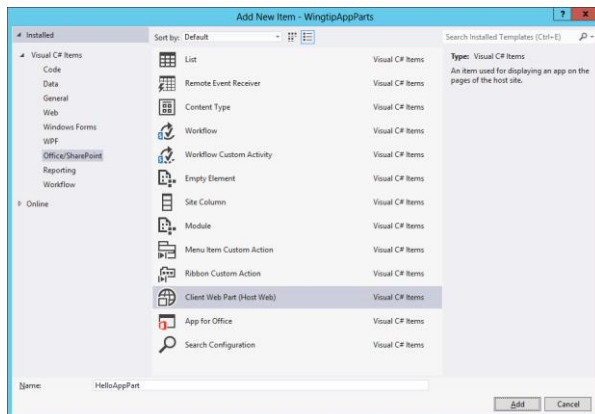 Add New Item - WingtipAppParts
? x
Installed
Sort by: Default
Search Installed Templates (Ctrl+E)
Visual C# Items
Code
Data
General
Web
Windows Forms
WPF
Office/SharePoint
Reporting
Workflow
Online
List Visual C# Items
Remote Event Receiver Visual C# Items
Content Type Visual C# Items
Workflow Visual C# Items
Workflow Custom Activity Visual C# Items
Empty Element Visual C# Items
Site Column Visual C# Items
Module Visual C# Items
Menu Item Custom Action Visual C# Items
Ribbon Custom Action Visual C# Items
Client Web Part (Host Web) Visual C# Items
App for Office Visual C# Items
Search Configuration Visual C# Items
Type: Visual C# Items
An item used for displaying an app on the
pages of the host site.
Name: HelloAppPart
Add Cancel